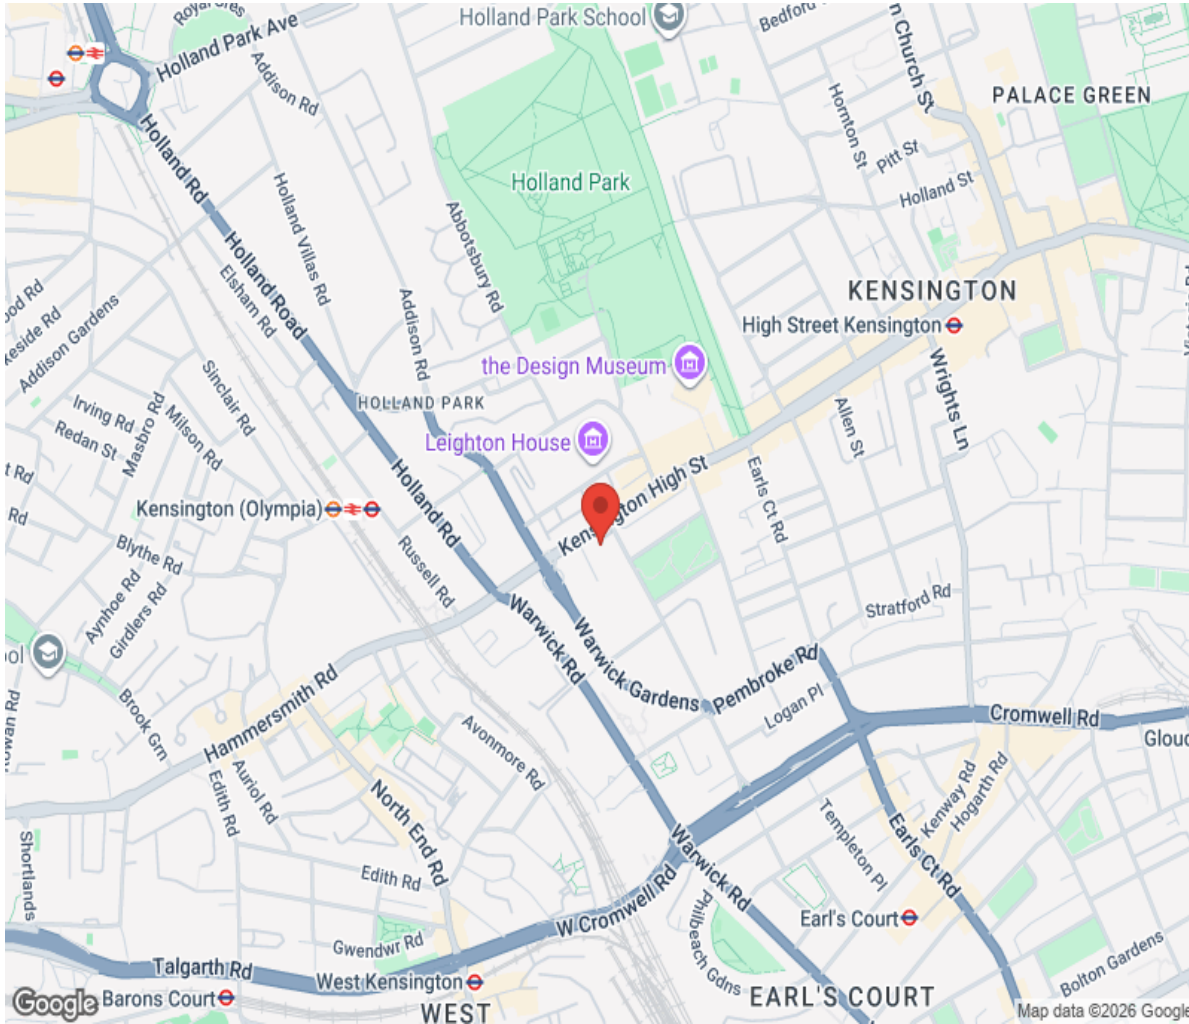 Holland Park School
Bedford
Holland Park Ave
Addison Rd
Church St
PALACE GREEN
Hornton St
Pitt St
Holland St
Holland Rd
Holland Park
Holland Villas Rd
Abbotsbury Rd
Holland Road
Elsham Rd
KENSINGTON
High Street Kensington
Addison Rd
Addison Gardens
the Design Museum
Wrights Ln
Sinclair Rd
HOLLAND PARK
Allen St
Irving Rd
Redan St
Masbro Rd
Milson Rd
Leighton House
Kensington High St
Earls Ct Rd
Holland Rd
Kensington (Olympia)
Rd
Blythe Rd
Russell Rd
Aynhoe Rd
Girdlers Rd
Stratford Rd
Warwick Rd
Warwick Gardens
Pembroke Rd
Logan Pl
Hammersmith Rd
Brook Grn
Cromwell Rd
Glouc
Avonmore Rd
Edith Rd
Auriol Rd
North End Rd
Kenway Rd
Hogarth Rd
Templeton Pl
Earls Ct Rd
Shortlands
Edith Rd
Warwick Rd
W Cromwell Rd
Philbeach Gdns
Earl's Court
Gwendwr Rd
Talgarth Rd
West Kensington
Bolton Gardens
Barons Court
WEST
EARL'S COURT
Google
Map data ©2026 Google